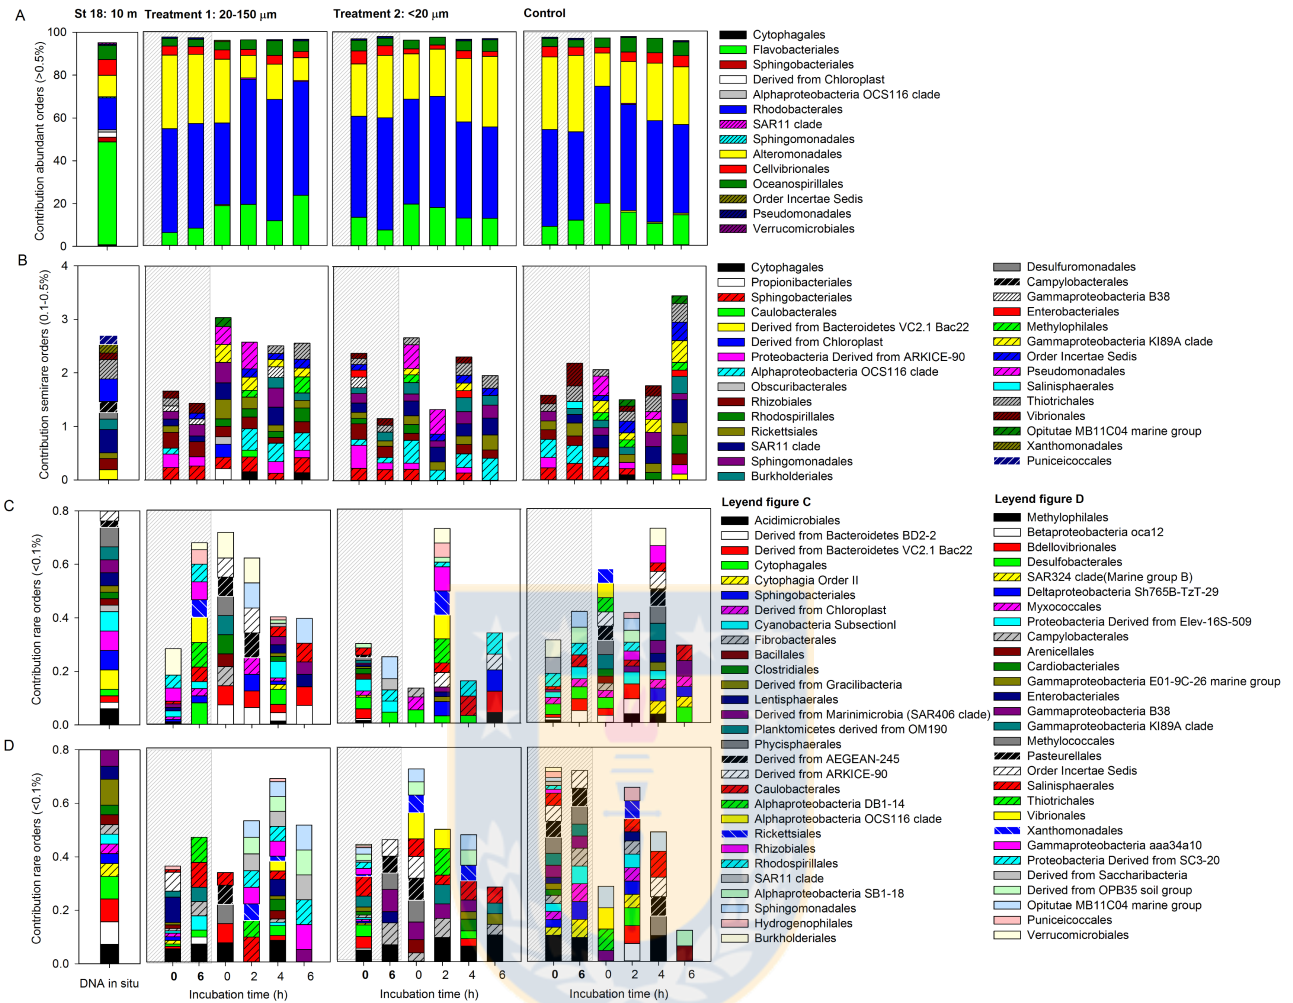 A
St 18: 10 m
Treatment 1: 20-150 µm
Treatment 2: <20 µm
Control
Contribution abundant orders (>0.5%)
100
80
60
40
20
0
Cytophagales
Flavobacteriales
Sphingobacteriales
Derived from Chloroplast
Alphaproteobacteria OCS116 clade
Rhodobacterales
SAR11 clade
Sphingomonadales
Alteromonadales
Cellvibrionales
Oceanospirillales
Order Incertae Sedis
Pseudomonadales
Verrucomicrobiales
B
Contribution semirare orders (0.1-0.5%)
4
3
2
1
0
Cytophagales
Propionibacteriales
Sphingobacteriales
Caulobacterales
Derived from Bacteroidetes VC2.1 Bac22
Derived from Chloroplast
Proteobacteria Derived from ARKICE-90
Alphaproteobacteria OCS116 clade
Obscuribacterales
Rhizobiales
Rhodospirillales
Rickettsiales
SAR11 clade
Sphingomonadales
Burkholderiales
Desulfuromonadales
Campylobacterales
Gammaproteobacteria B38
Enterobacteriales
Methylophilales
Gammaproteobacteria KI89A clade
Order Incertae Sedis
Pseudomonadales
Salinisphaerales
Thiotrichales
Vibrionales
Opitutae MB11C04 marine group
Xanthomonadales
Puniceicoccales
C
Contribution rare orders (<0.1%)
0.8
0.6
0.4
0.2
0.0
Leyend figure C
Acidimicrobiales
Derived from Bacteroidetes BD2-2
Derived from Bacteroidetes VC2.1 Bac22
Cytophagales
Cytophagia Order II
Sphingobacteriales
Derived from Chloroplast
Cyanobacteria SubsectionI
Fibrobacterales
Bacillales
Clostridiales
Derived from Gracilibacteria
Lentisphaerales
Derived from Marinimicrobia (SAR406 clade)
Planktomicetes derived from OM190
Phycisphaerales
Derived from AEGEAN-245
Derived from ARKICE-90
Caulobacterales
Alphaproteobacteria DB1-14
Alphaproteobacteria OCS116 clade
Rickettsiales
Rhizobiales
Rhodospirillales
SAR11 clade
Alphaproteobacteria SB1-18
Sphingomonadales
Hydrogenophilales
Burkholderiales
Leyend figure D
Methylophilales
Betaproteobacteria oca12
Bdellovibrionales
Desulfobacterales
SAR324 clade(Marine group B)
Deltaproteobacteria Sh765B-TzT-29
Myxococcales
Proteobacteria Derived from Elev-16S-509
Campylobacterales
Arenicellales
Cardiobacteriales
Gammaproteobacteria E01-9C-26 marine group
Enterobacteriales
Gammaproteobacteria B38
Gammaproteobacteria KI89A clade
Methylococcales
Pasteurellales
Order Incertae Sedis
Salinisphaerales
Thiotrichales
Vibrionales
Xanthomonadales
Gammaproteobacteria aaa34a10
Proteobacteria Derived from SC3-20
Derived from Saccharibacteria
Derived from OPB35 soil group
Opitutae MB11C04 marine group
Puniceicoccales
Verrucomicrobiales
D
Contribution rare orders (<0.1%)
0.8
0.6
0.4
0.2
0.0
0 6 0 2 4 6
0 6 0 2 4 6
0 6 0 2 4 6
DNA in situ
Incubation time (h)
Incubation time (h)
Incubation time (h)